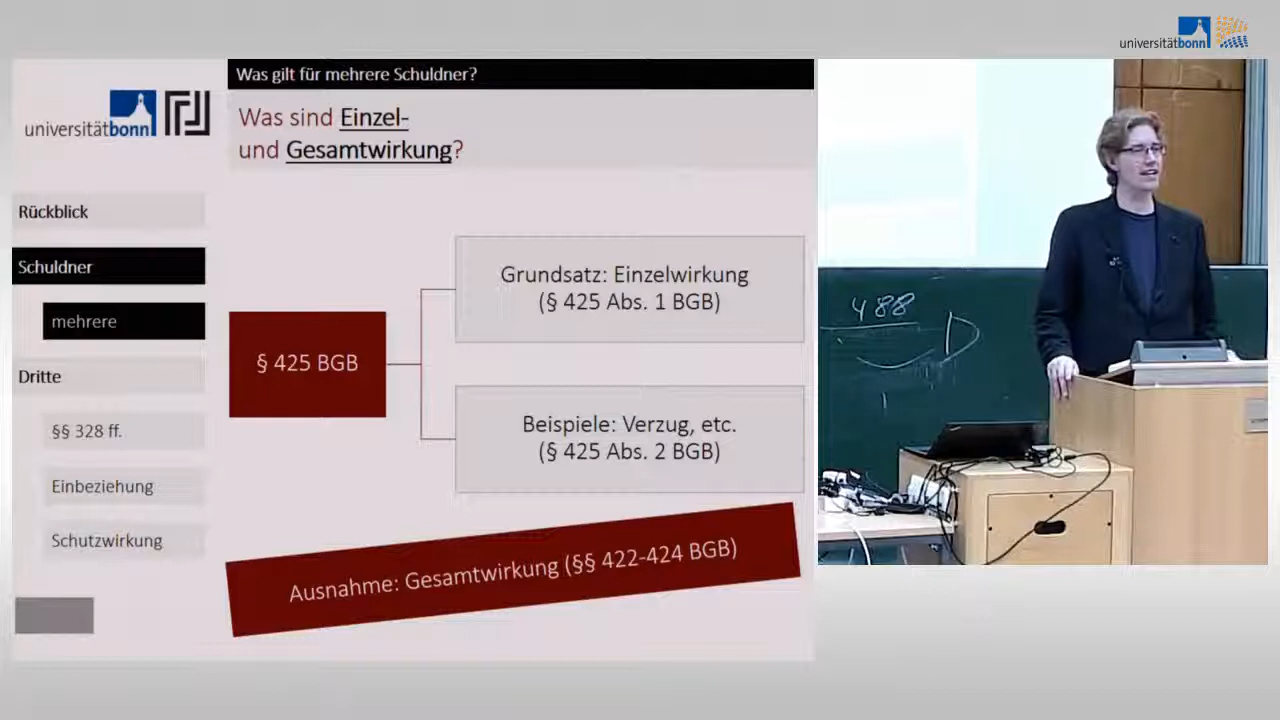 universitätbonn
Was gilt für mehrere Schuldner?
universitätbonn
Was sind Einzel-
und Gesamtwirkung?
Rückblick
Schuldner
mehrere
Dritte
§§ 328 ff.
Einbeziehung
Schutzwirkung
§ 425 BGB
Grundsatz: Einzelwirkung
(§ 425 Abs. 1 BGB)
Beispiele: Verzug, etc.
(§ 425 Abs. 2 BGB)
Ausnahme: Gesamtwirkung (§§ 422-424 BGB)
488